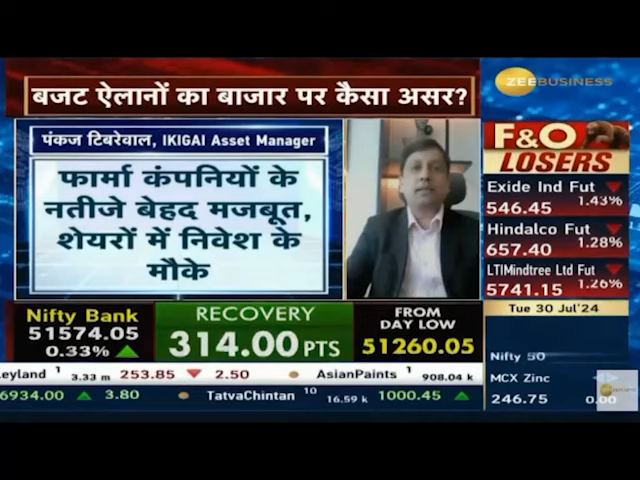 बजट ऐलानों का बाजार पर कैसा असर?
ZEEBUSINESS
पंकज टिबरेवाल, IKIGAI Asset Manager
फार्मा कंपनियों के
नतीजे बेहद मजबूत,
शेयरों में निवेश के
मौके
F&O
LOSERS
Exide Ind Fut
546.45 1.43%
Hindalco Fut
657.40 1.28%
LTIMindtree Ltd Fut
5741.15 1.26%
Tue 30 Jul'24
Nifty 50
MCX Zinc
246.75 0.00
Nifty Bank
51574.05
0.33%
RECOVERY
314.00 PTS
FROM
DAY LOW
51260.05
Leyland 1 3.33 m 253.85 2.50 AsianPaints 1 908.04 k
6934.00 3.80 TatvaChintan 10 16.59 k 1000.45